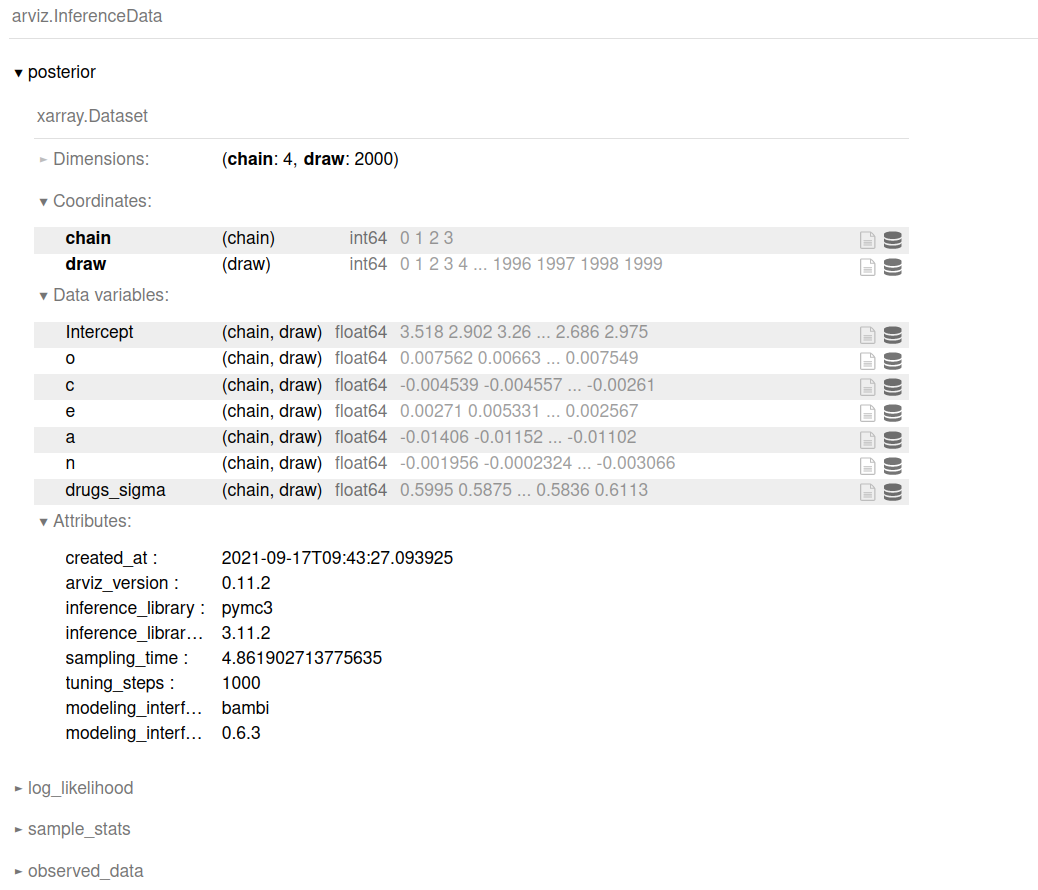 arviz.InferenceData
▾ posterior
xarray.Dataset
► Dimensions: (chain: 4, draw: 2000)
▼ Coordinates:
chain (chain) int64 0 1 2 3
draw (draw) int64 0 1 2 3 4 ... 1996 1997 1998 1999
▼ Data variables:
Intercept (chain, draw) float64 3.518 2.902 3.26 ... 2.686 2.975
o (chain, draw) float64 0.007562 0.00663 ... 0.007549
c (chain, draw) float64 -0.004539 -0.004557 ... -0.00261
e (chain, draw) float64 0.00271 0.005331 ... 0.002567
a (chain, draw) float64 -0.01406 -0.01152 ... -0.01102
n (chain, draw) float64 -0.001956 -0.0002324 ... -0.003066
drugs_sigma (chain, draw) float64 0.5995 0.5875 ... 0.5836 0.6113
▼ Attributes:
created_at : 2021-09-17T09:43:27.093925
arviz_version : 0.11.2
inference_library : pymc3
inference_librar... 3.11.2
sampling_time : 4.861902713775635
tuning_steps : 1000
modeling_interf... bambi
modeling_interf... 0.6.3
► log_likelihood
► sample_stats
► observed_data